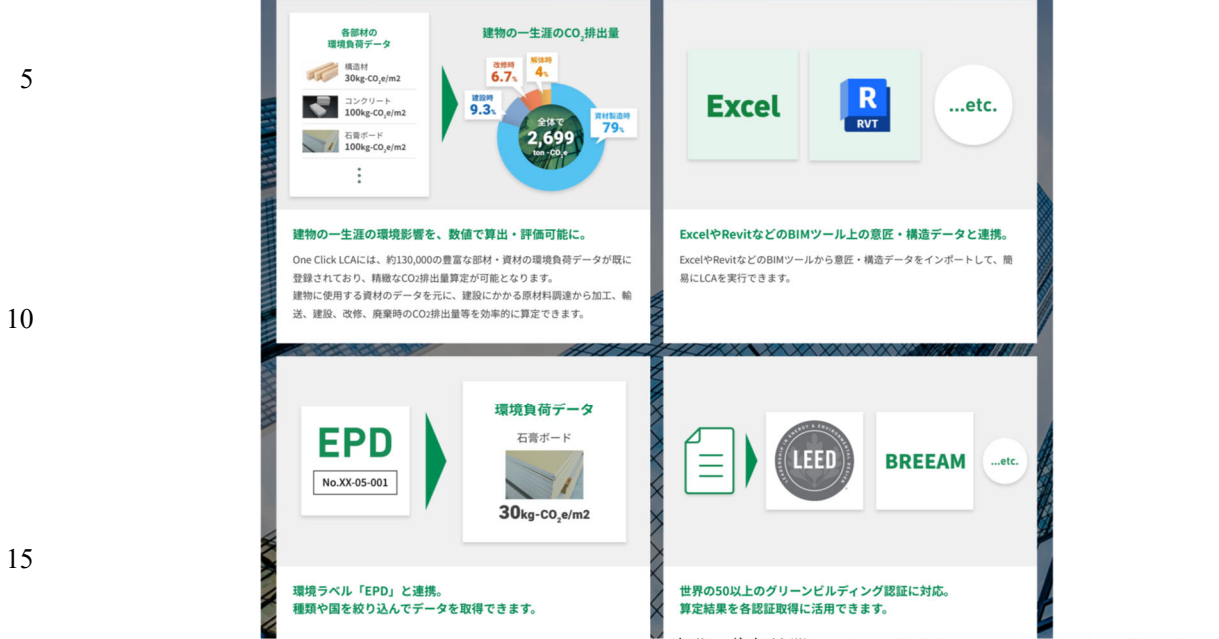 5
各部材の
環境負荷データ
構造材
30kg-CO2e/m2
コンクリート
100kg-CO2e/m2
石膏ボード
100kg-CO2e/m2
建物の一生涯のCO2排出量
解体時
4%
改修時
6.7%
建設時
9.3%
資材製造時
79%
全体で
2,699
ton-CO2e
建物の一生涯の環境影響を、数値で算出・評価可能に。
One Click LCAには、約130,000の豊富な部材・資材の環境負荷データが既に
登録されており、精緻なCO2排出量算定が可能となります。
建物に使用する資材のデータを元に、建設にかかる原材料調達から加工、輸
送、建設、改修、廃棄時のCO2排出量等を効率的に算定できます。
Excel
R
RVT
...etc.
ExcelやRevitなどのBIMツール上の意匠・構造データと連携。
ExcelやRevitなどのBIMツールから意匠・構造データをインポートして、簡
易にLCAを実行できます。
10
EPD
No.XX-05-001
環境負荷データ
石膏ボード
30kg-CO2e/m2
15
環境ラベル「EPD」と連携。
種類や国を絞り込んでデータを取得できます。
LEADERSHIP IN ENERGY & ENVIRONMENTAL DESIGN
LEED
BREEAM
...etc.
世界の50以上のグリーンビルディング認証に対応。
算定結果を各認証取得に活用できます。